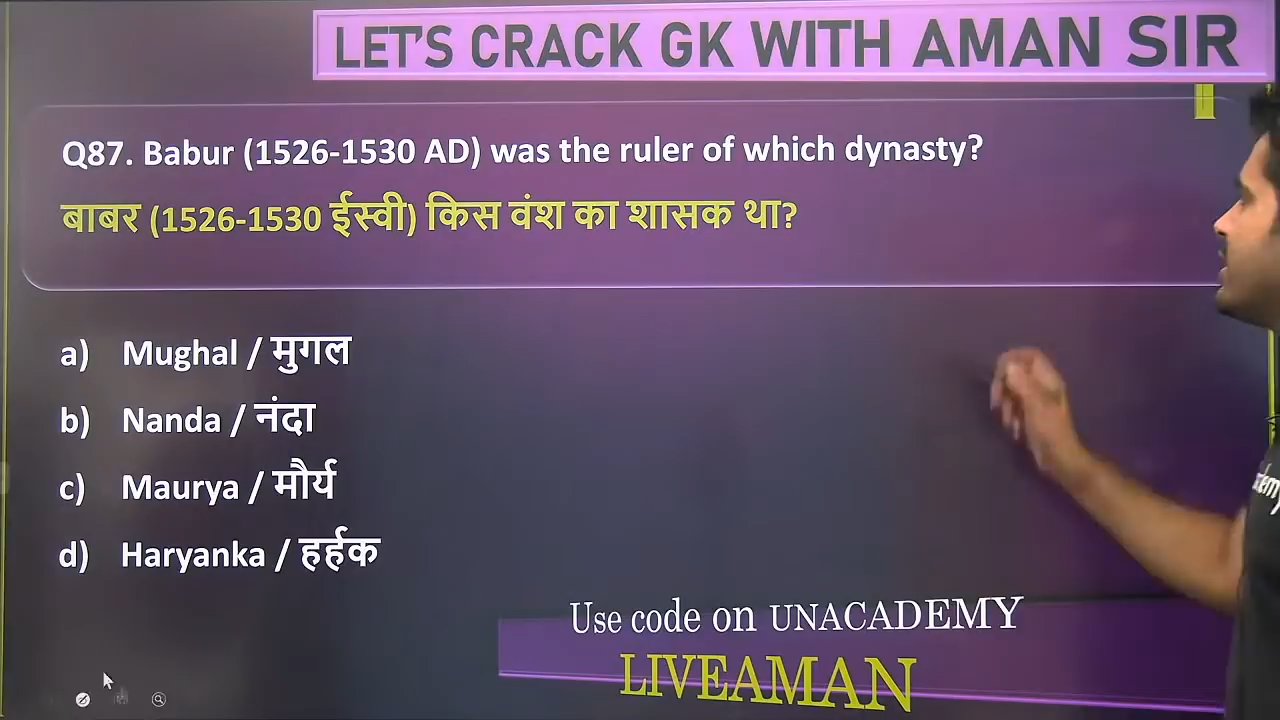 LET'S CRACK GK WITH AMAN SIR
Q87. Babur (1526-1530 AD) was the ruler of which dynasty?
बाबर (1526-1530 ईस्वी) किस वंश का शासक था?
a) Mughal / मुगल
b) Nanda / नंदा
c) Maurya / मौर्य
d) Haryanka / हर्हक
Use code on UNACADEMY
LIVEAMAN